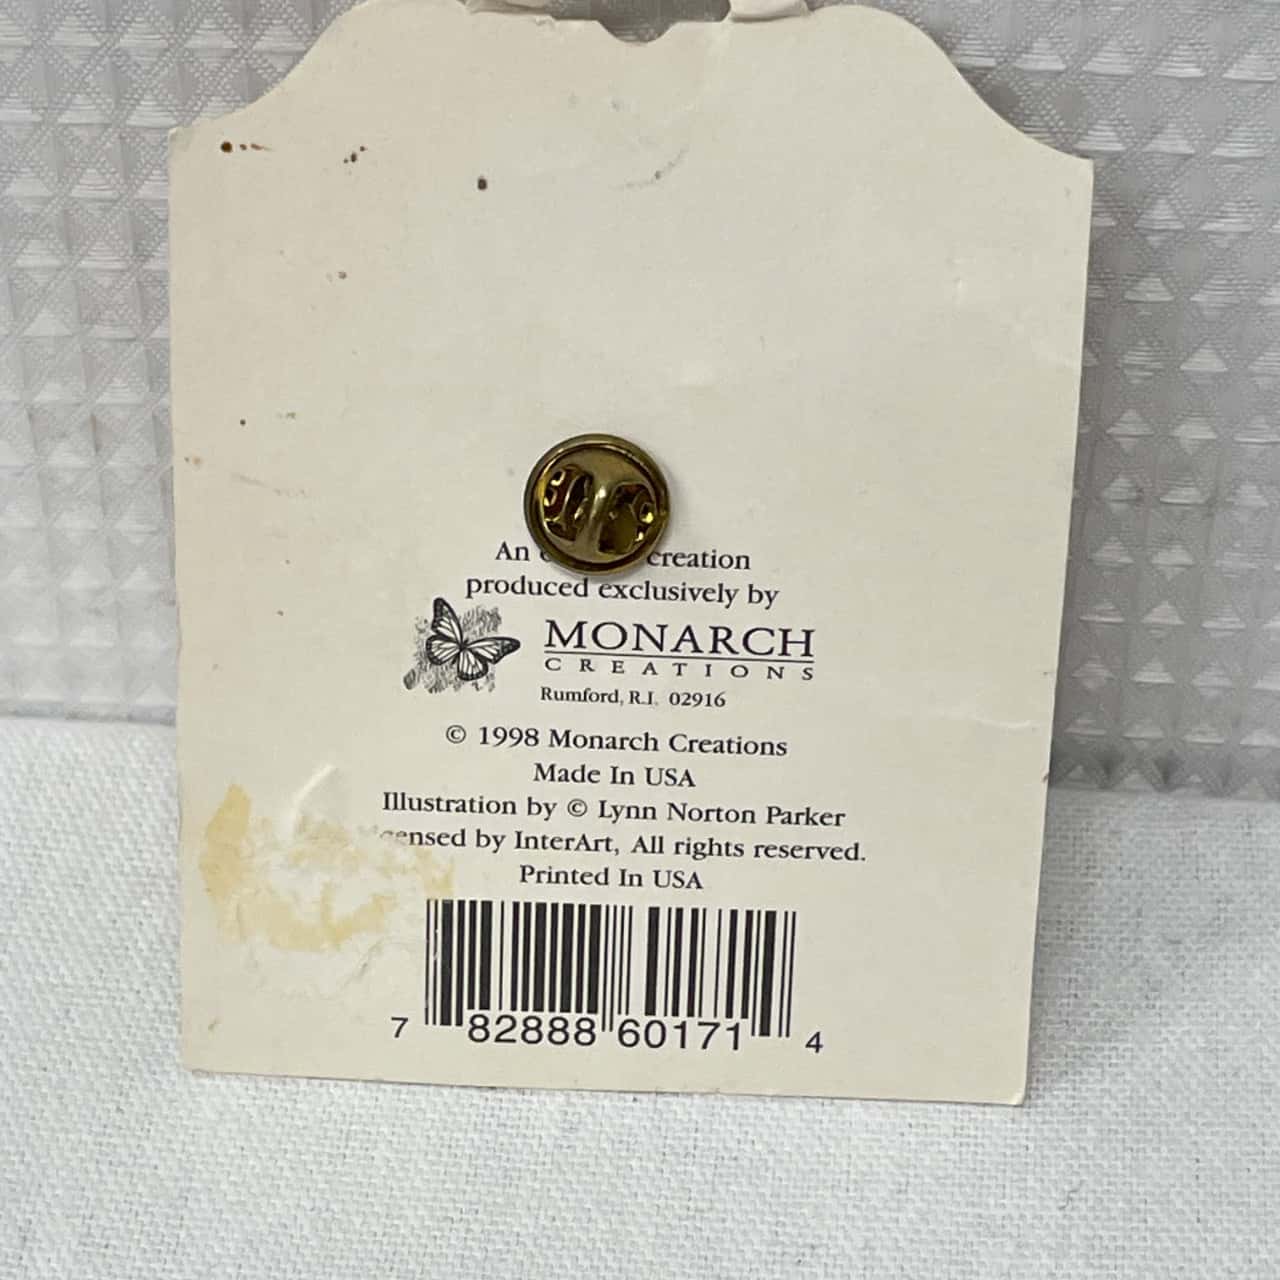 An creation
produced exclusively by
MONARCH
CREATIONS
Rumford, R.I. 02916
© 1998 Monarch Creations
Made In USA
Illustration by © Lynn Norton Parker
ensed by InterArt, All rights reserved.
Printed In USA
7 82888 60171 4